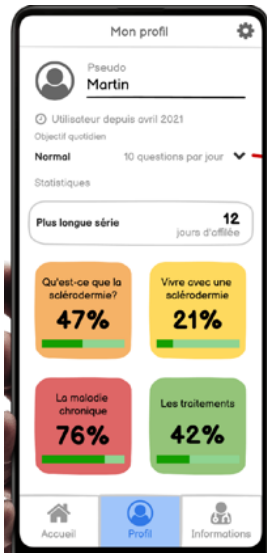 Mon profil
Pseudo
Martin
Utilisateur depuis avril 2021
Objectif quotidien
Normal 10 questions par jour
Statistiques
Plus longue série 12
jours d'affilée
Qu'est-ce que la
sclérodermie?
47%
Vivre avec une
sclérodermie
21%
La maladie
chronique
76%
Les traitements
42%
Accueil Profil Informations